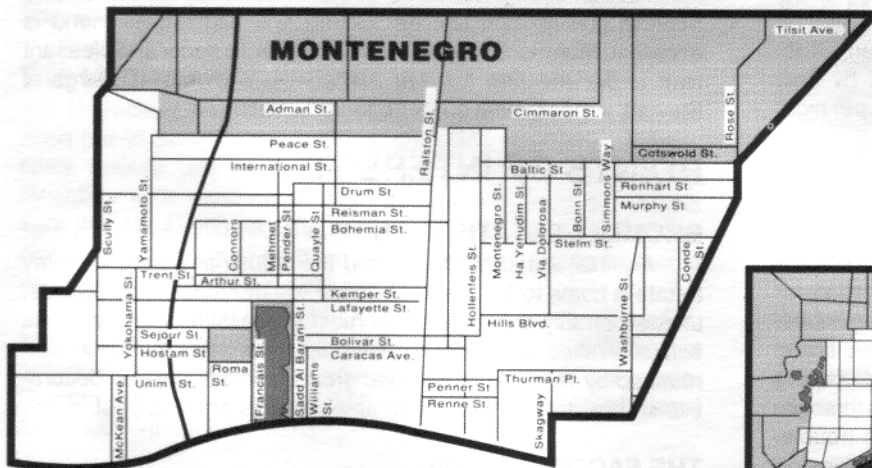 Tilsit Ave.
MONTENEGRO
Adman St.
Cimmaron St.
Rose St.
Ralston St.
Peace St.
Cotswold St.
International St.
Baltic St.
Simmons Way
Renhart St.
Drum St.
Murphy St.
Reisman St.
Bohemia St.
Scully St.
Yamamoto St.
Connors
Mehmet
Pender St.
Quayle St.
Montenegro St.
Ha Yehudim St.
Via Dolorosa
Bonn St.
Stelm St.
Conde St.
Trent St.
Arthur St.
Kemper St.
Lafayette St.
Hollenfeis St.
Hills Blvd.
Washburne St.
Yokohama St.
Sejour St.
Hostam St.
Bolivar St.
Caracas Ave.
Unim St.
Roma St.
Francais St.
Sadd Al Barani St.
Williams St.
McKean Ave.
Penner St
Renne St.
Thurman Pl.
Skagway